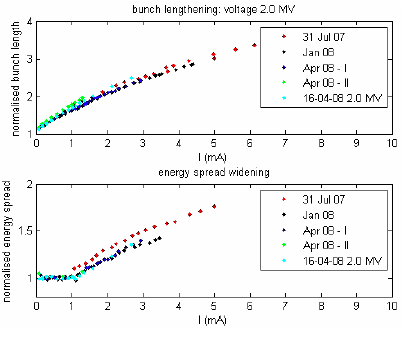 bunch lengthening: voltage 2.0 MV
normalised bunch length
4
3
2
1
31 Jul 07
Jan 08
Apr 08 - I
Apr 08 - II
16-04-08 2.0 MV
0 1 2 3 4 5 6 7 8 9 10
I (mA)
energy spread widening
normalised energy spread
2
1.5
1
31 Jul 07
Jan 08
Apr 08 - I
Apr 08 - II
16-04-08 2.0 MV
0 1 2 3 4 5 6 7 8 9 10
I (mA)